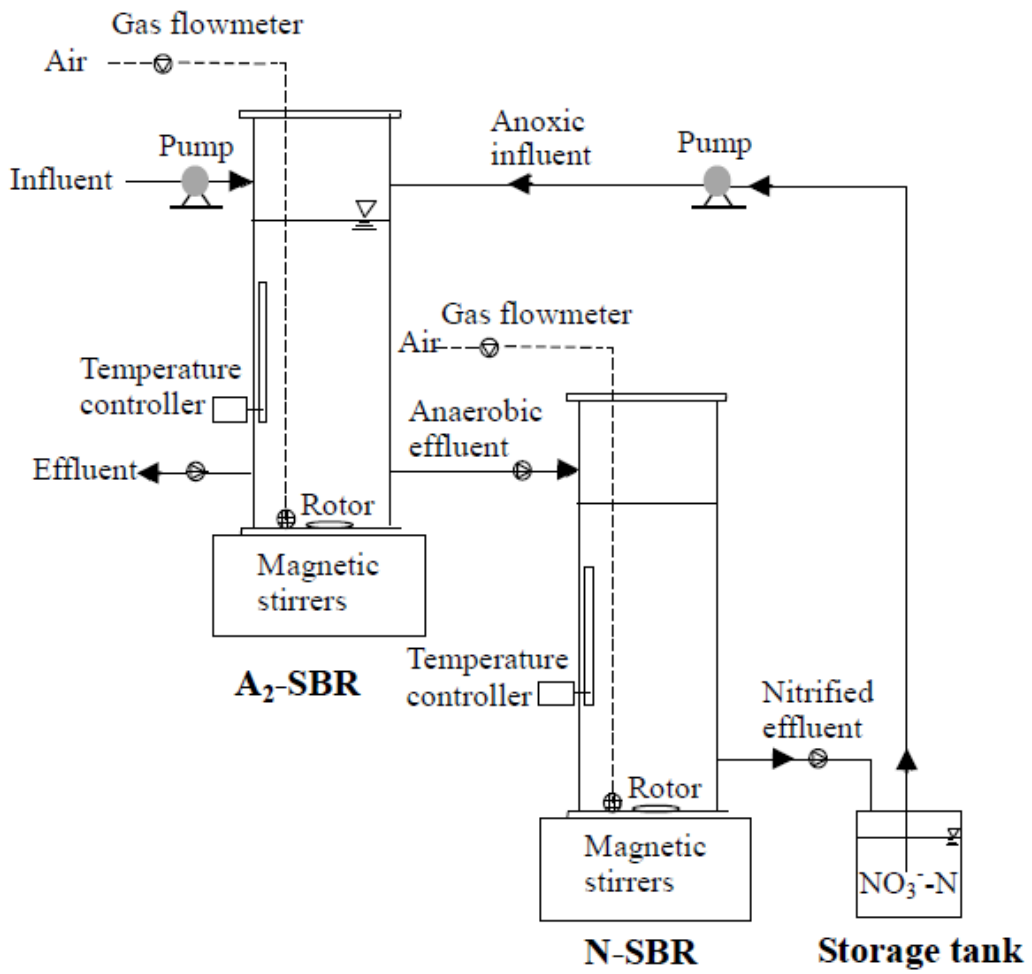 Gas flowmeter
Air
Pump
Influent
Anoxic
influent
Pump
Gas flowmeter
Air
Temperature
controller
Anaerobic
effluent
Effluent
Rotor
Magnetic
stirrers
A₂-SBR
Temperature
controller
Nitrified
effluent
Rotor
Magnetic
stirrers
NO₃⁻-N
N-SBR
Storage tank